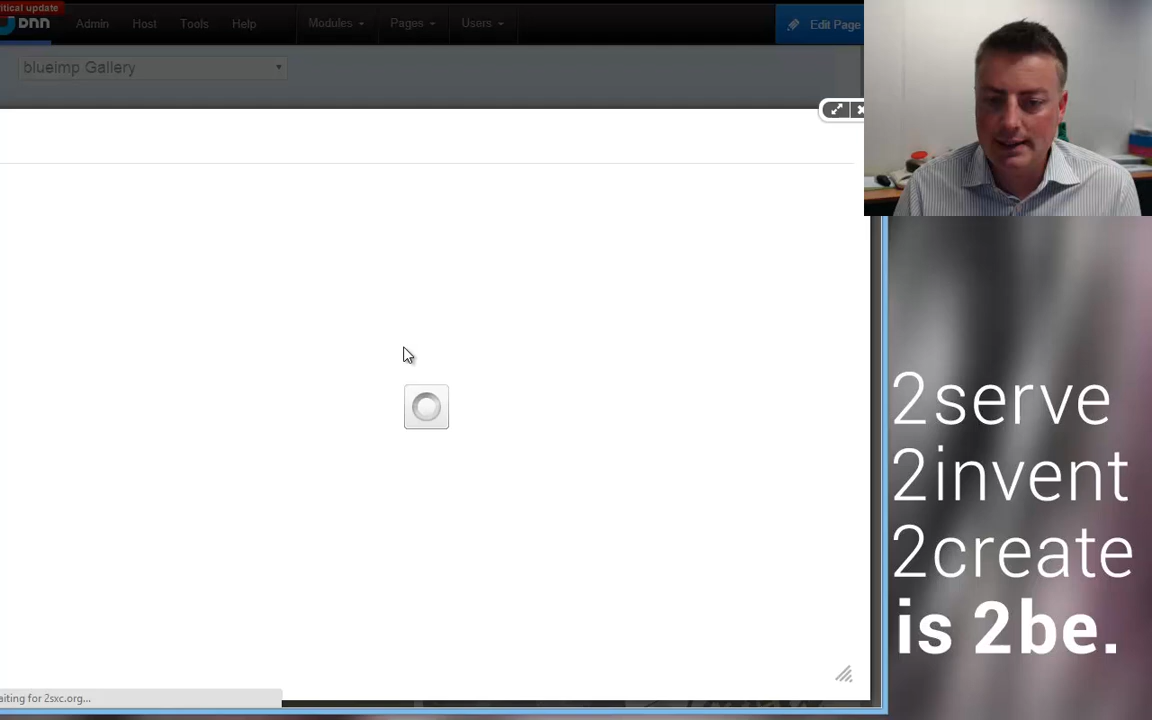 ritical update
DNN Admin Host Tools Help Modules Pages Users Edit Page
blueimp Gallery
2serve
2invent
2create
is 2be.
aiting for 2sxc.org...